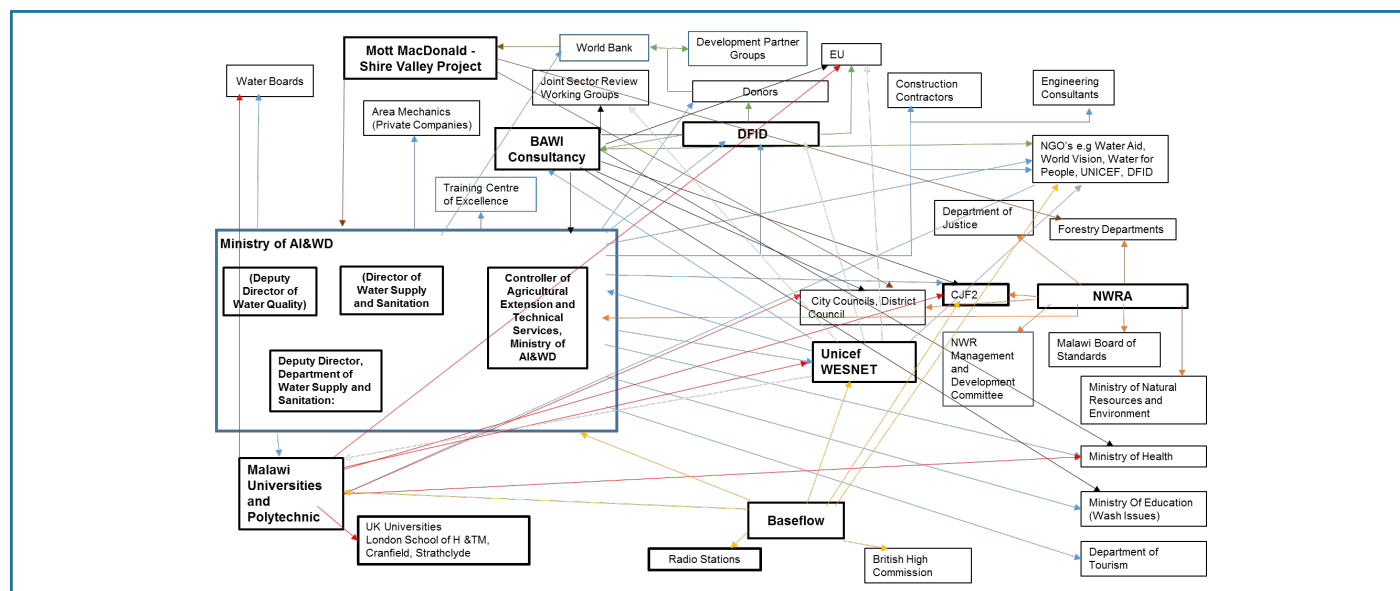 Mott MacDonald -
Shire Valley Project
World Bank
Development Partner
Groups
EU
Water Boards
Joint Sector Review
Working Groups
Donors
Construction
Contractors
Engineering
Consultants
Area Mechanics
(Private Companies)
BAWI
Consultancy
DFID
NGO's e.g Water Aid,
World Vision, Water for
People, UNICEF, DFID
Training Centre
of Excellence
Department of
Justice
Forestry Departments
Ministry of AI&WD
(Deputy
Director of
Water Quality)
(Director of
Water Supply
and Sanitation
Controller of
Agricultural
Extension and
Technical
Services,
Ministry of
AI&WD
Deputy Director,
Department of
Water Supply and
Sanitation:
City Councils, District
Council
CJF2
NWRA
Unicef
WESNET
NWR
Management
and
Development
Committee
Malawi Board of
Standards
Ministry of Natural
Resources and
Environment
Malawi
Universities
and
Polytechnic
Ministry of Health
UK Universities
London School of H &TM,
Cranfield, Strathclyde
Baseflow
Ministry Of Education
(Wash Issues)
Radio Stations
British High
Commission
Department of
Tourism